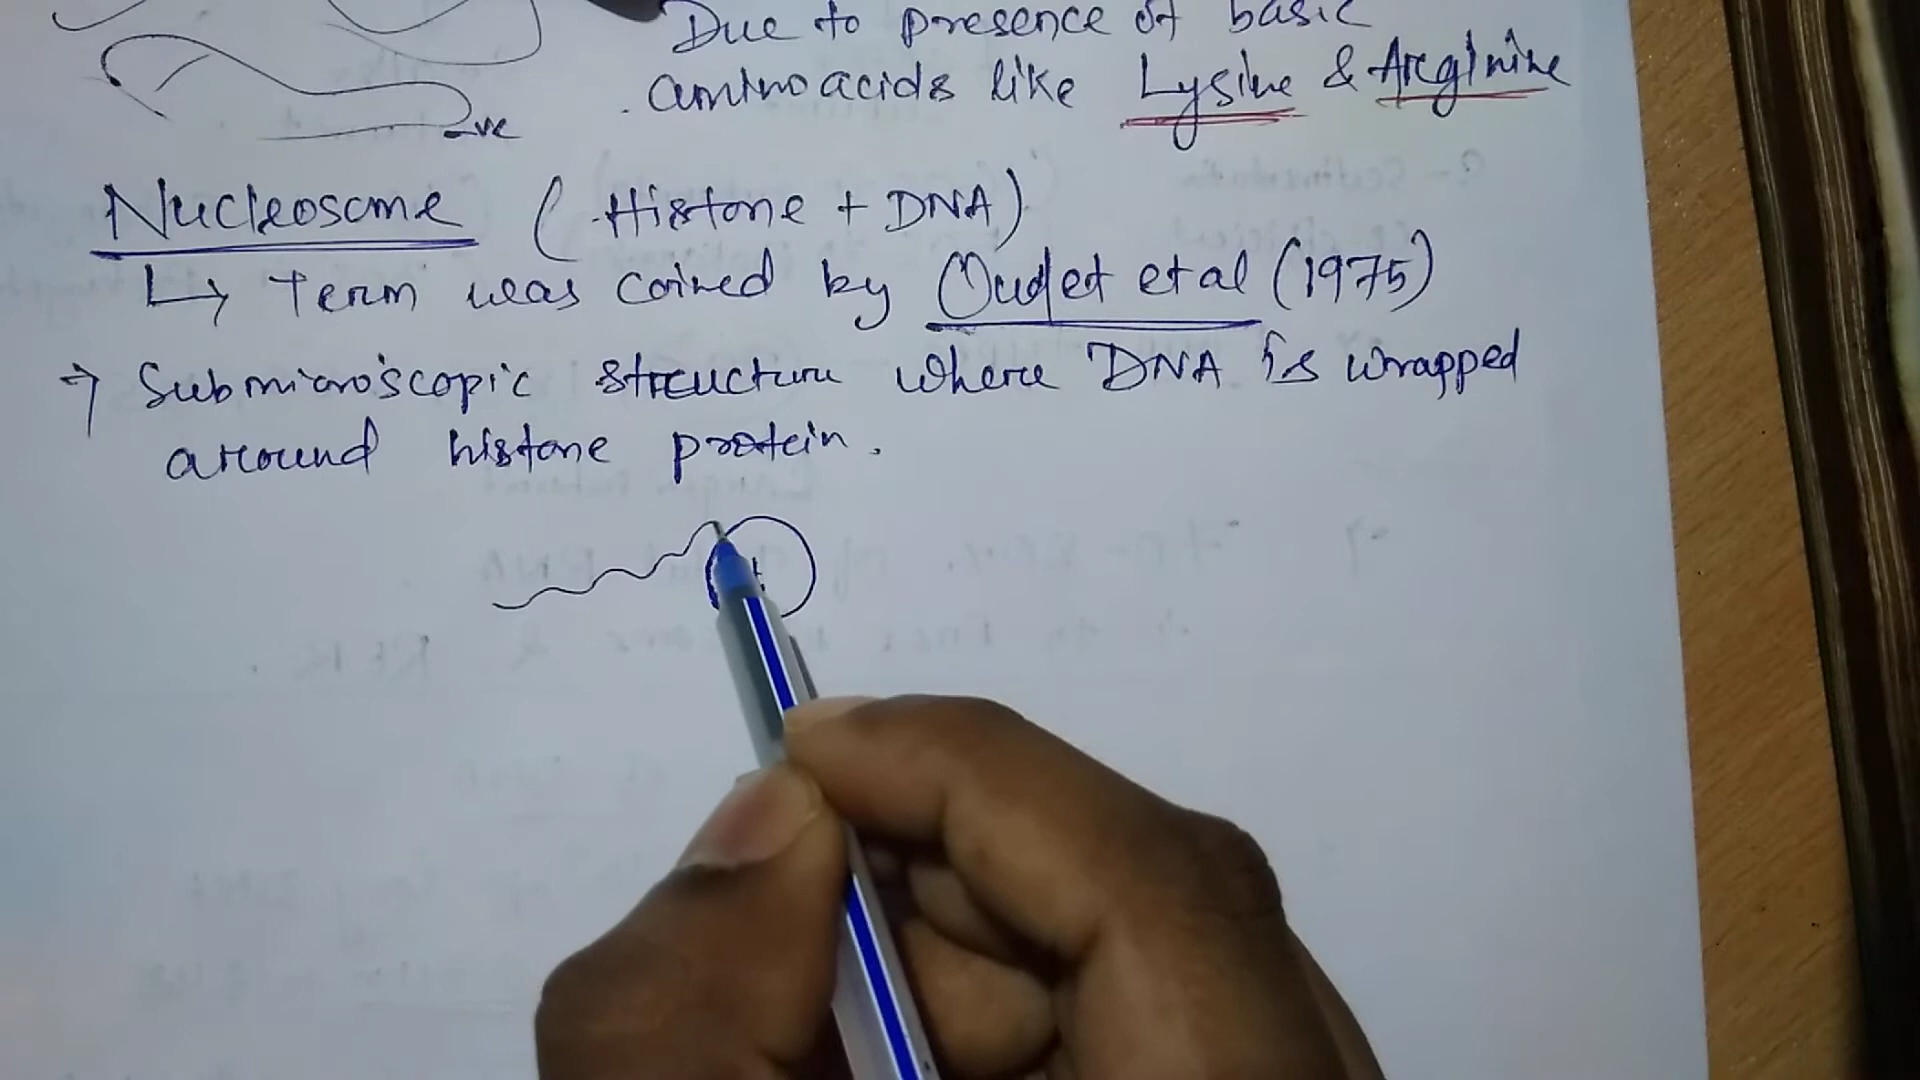 Due to presence of basic
-ve
aminoacids like Lysine & Arginine
Nucleosome (Histone + DNA)
↳ Term was coined by Oudet et al (1975)
→ Submicroscopic structure where DNA is wrapped
around histone protein.